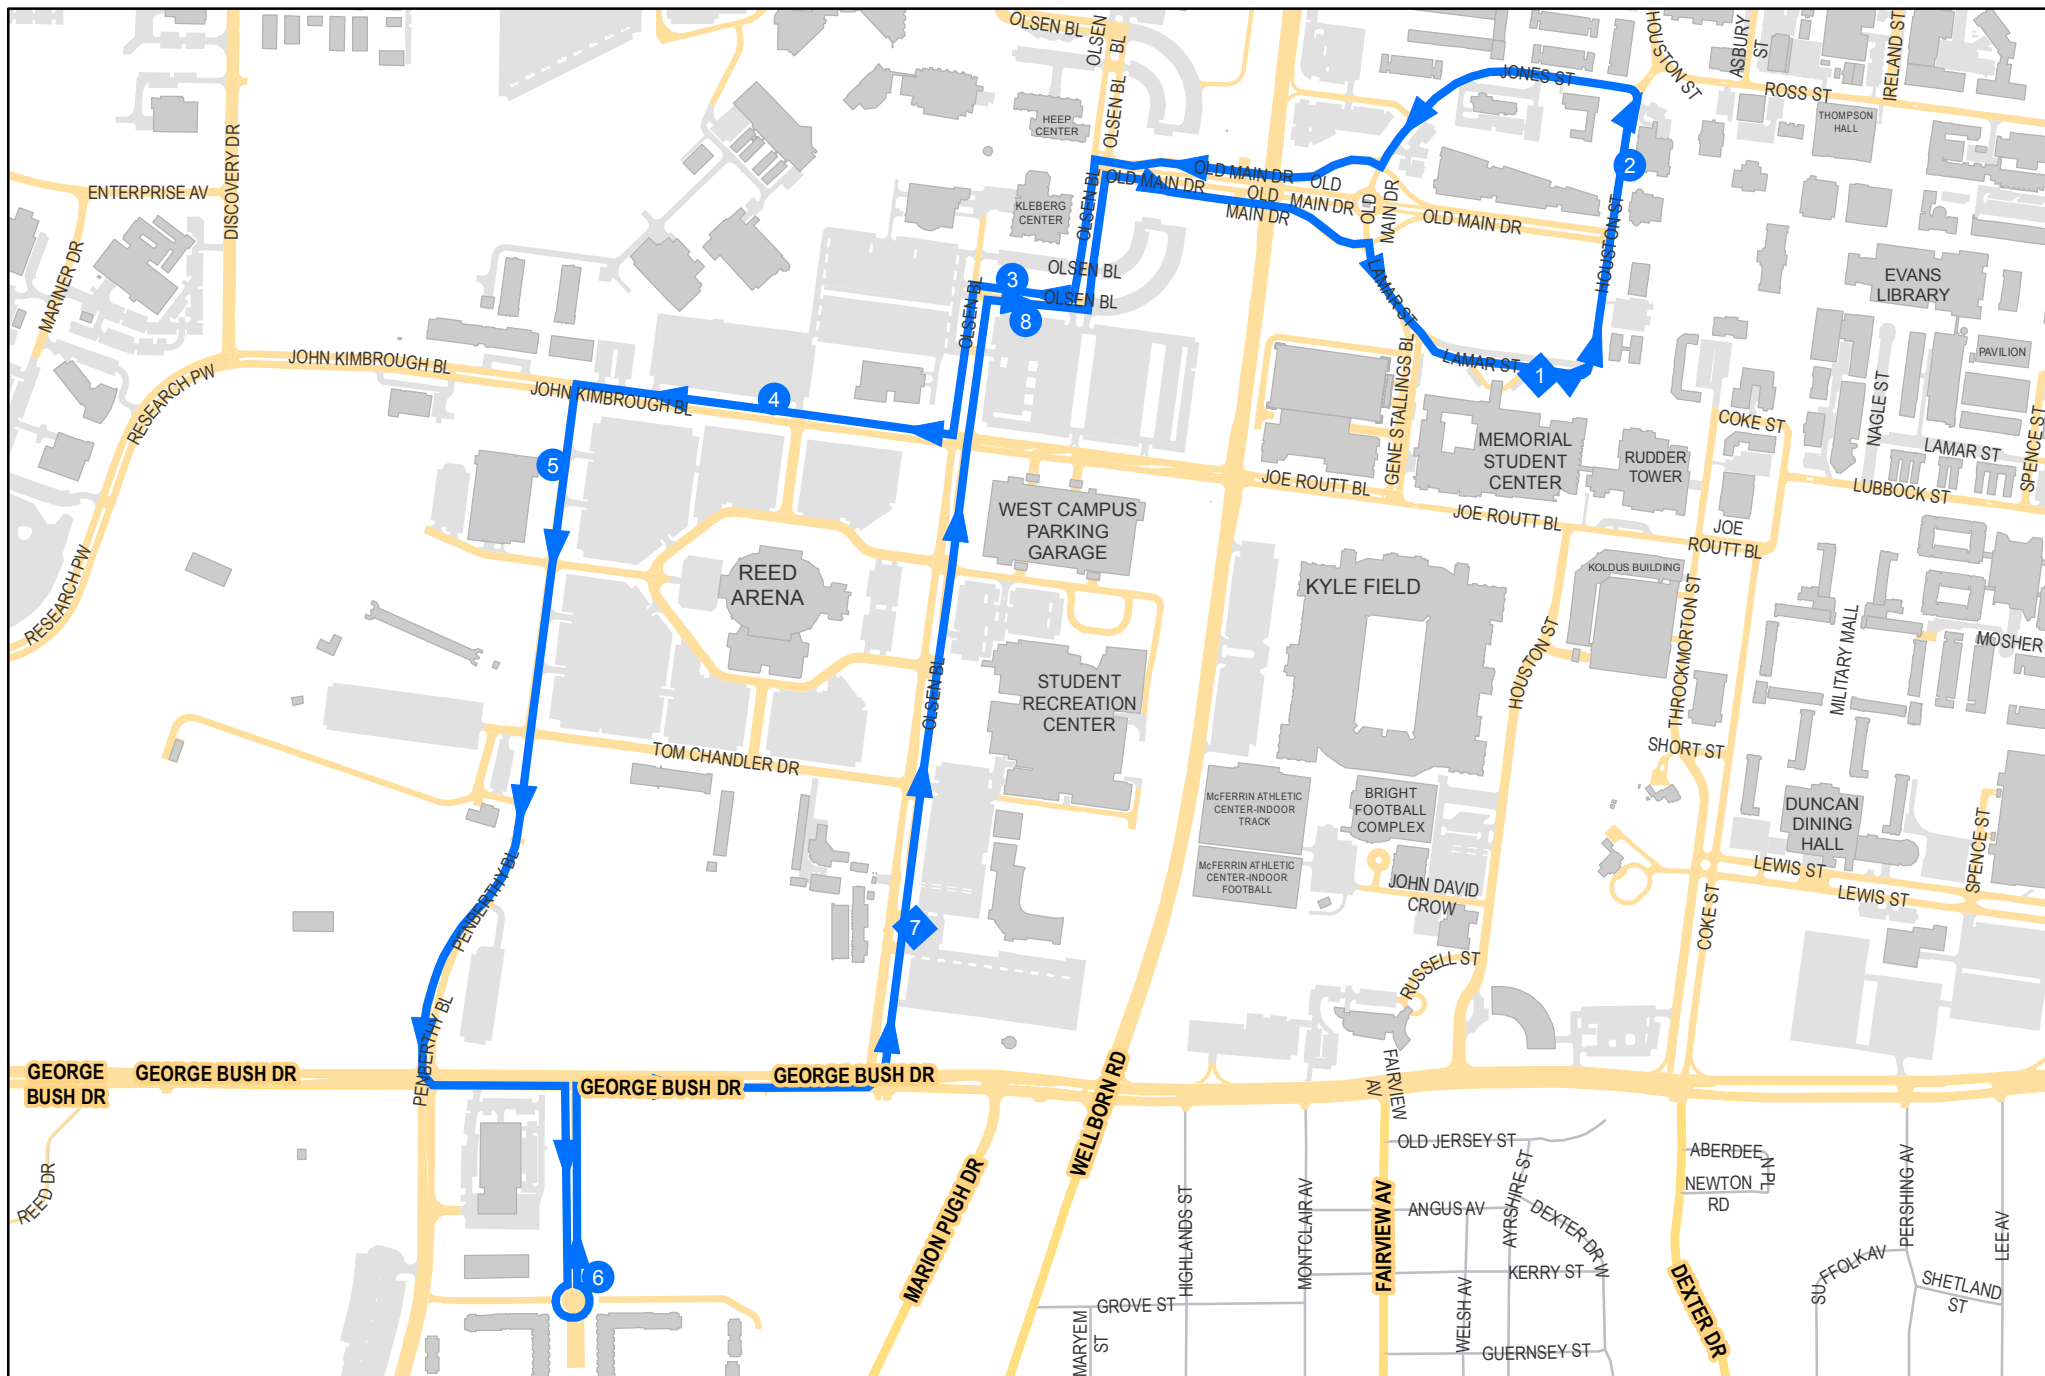 OLSEN BL
OLSEN
OLSEN BL
BL
HOUSTON ST
ASBURY
ST
IRELAND ST
JONES ST
ROSS ST
HEEP
CENTER
THOMPSON
HALL
DISCOVERY DR
ENTERPRISE AV
2
OLD MAIN DR
OLD MAIN DR
OLD
OLD
MAIN DR
MAIN DR
OLD
MAIN DR
OLD MAIN DR
KLEBERG
CENTER
OLSEN BL
HOUSTON ST
MARINER DR
OLSEN BL
OLSEN BL
3
8
OLSEN BL
LAMAR ST
EVANS
LIBRARY
JOHN KIMBROUGH BL
JOHN KIMBROUGH BL
4
LAMAR ST
1
GENE STALLINGS BL
PAVILION
RESEARCH PW
NAGLE ST
COKE ST
LAMAR ST
SPENCE ST
5
MEMORIAL
STUDENT
CENTER
RUDDER
TOWER
JOE ROUTT BL
JOE ROUTT BL
LUBBOCK ST
WEST CAMPUS
PARKING
GARAGE
JOE
ROUTT BL
RESEARCH PW
REED
ARENA
KYLE FIELD
KOLDUS BUILDING
HOUSTON ST
THROCKMORTON ST
MILITARY MALL
MOSHER
OLSEN BL
STUDENT
RECREATION
CENTER
TOM CHANDLER DR
SHORT ST
McFERRIN ATHLETIC
CENTER-INDOOR
TRACK
BRIGHT
FOOTBALL
COMPLEX
DUNCAN
DINING
HALL
SPENCE ST
McFERRIN ATHLETIC
CENTER-INDOOR
FOOTBALL
JOHN DAVID
CROW
LEWIS ST
LEWIS ST
PENBERTHY BL
7
COKE ST
RUSSELL ST
PENBERTHY BL
GEORGE
BUSH DR
GEORGE BUSH DR
GEORGE BUSH DR
GEORGE BUSH DR
WELLBORN RD
FAIRVIEW
AV
OLD JERSEY ST
ABERDEE
N PL
NEWTON
RD
REED DR
MARION PUGH DR
HIGHLANDS ST
MONTCLAIR AV
FAIRVIEW AV
ANGUS AV
AYRSHIRE ST
DEXTER DR W
PERSHING AV
LEE AV
6
KERRY ST
SU
FFOLK AV
SHETLAND
ST
GROVE ST
MARYEM
ST
WELSH AV
GUERNSEY ST
DEXTER DR